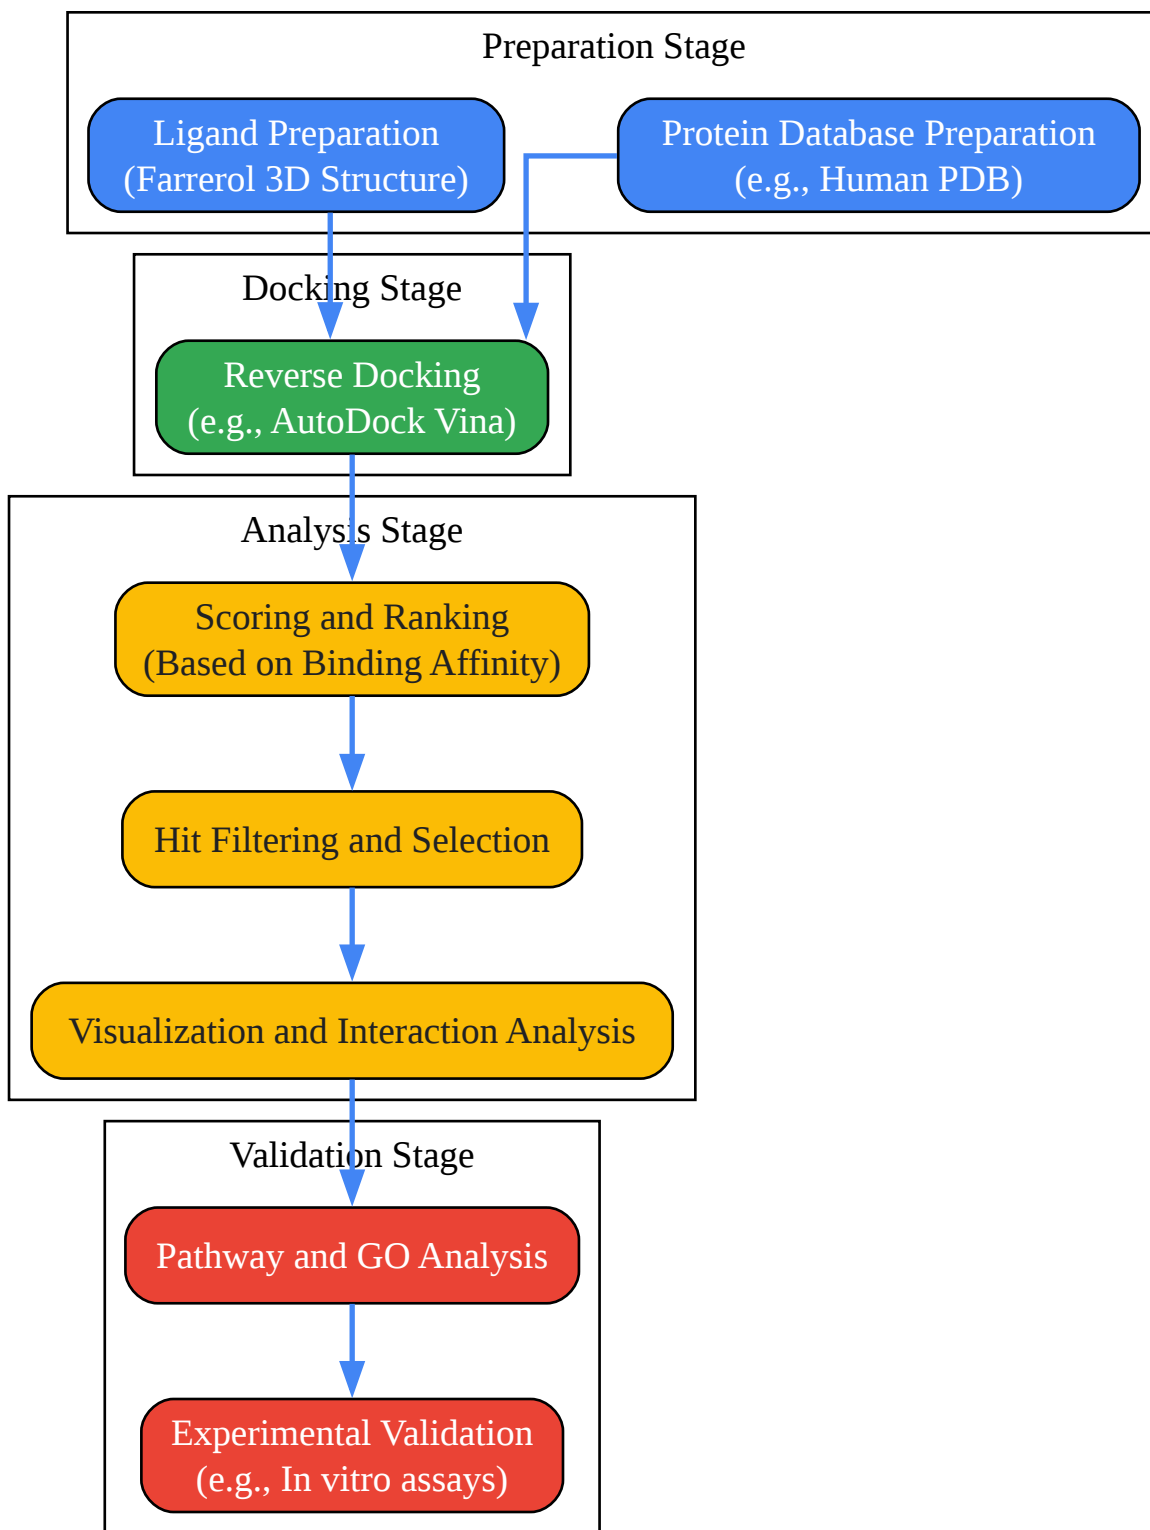 Preparation Stage
Ligand Preparation
(Farrerol 3D Structure)
Protein Database Preparation
(e.g., Human PDB)
Docking Stage
Reverse Docking
(e.g., AutoDock Vina)
Analysis Stage
Scoring and Ranking
(Based on Binding Affinity)
Hit Filtering and Selection
Visualization and Interaction Analysis
Validation Stage
Pathway and GO Analysis
Experimental Validation
(e.g., In vitro assays)